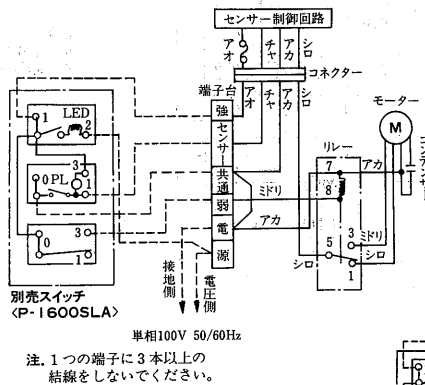 センサー制御回路
アオ
チャ
アカ
シロ
コネクター
端子台
アオ
チャ
アカ
シロ
強
センサー
共通
弱
電
源
1
LED
2
3
0
PL
1
3
0
1
ミドリ
アカ
リレー
7
8
5
3
1
アカ
ミドリ
シロ
シロ
モーター
M
コンデンサー
接地側
電圧側
別売スイッチ
〈P-1600SLA〉
単相100V 50/60Hz
注. 1つの端子に3本以上の
結線をしないでください。